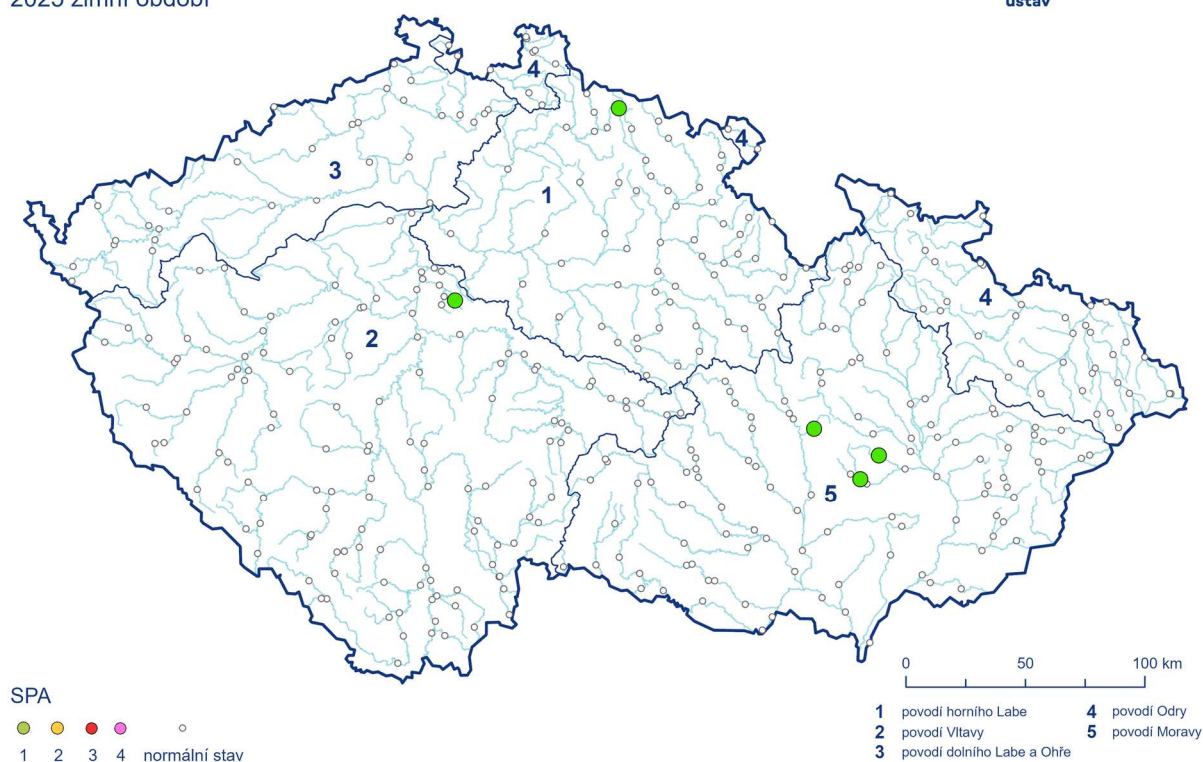 2025 zimní období
ústav
4
4
3
1
4
2
5
0 50 100 km
SPA
1 2 3 4 normální stav
1 povodí horního Labe
2 povodí Vltavy
3 povodí dolního Labe a Ohře
4 povodí Odry
5 povodí Moravy